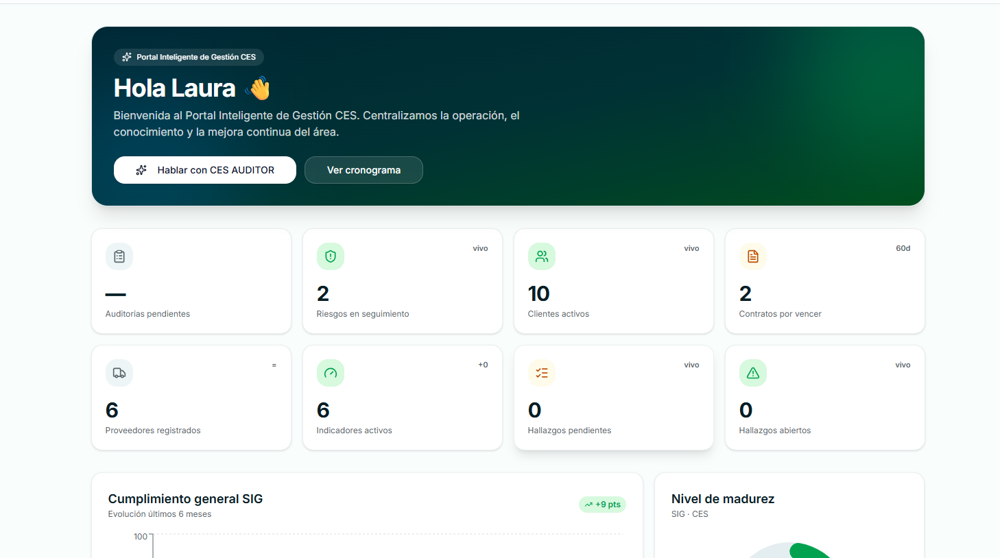 Portal Inteligente de Gestión CES
Hola Laura 👋
Bienvenida al Portal Inteligente de Gestión CES. Centralizamos la operación, el
conocimiento y la mejora continua del área.
Hablar con CES AUDITOR
Ver cronograma
—
Auditorías pendientes
vivo
2
Riesgos en seguimiento
vivo
10
Clientes activos
60d
2
Contratos por vencer
=
6
Proveedores registrados
+0
6
Indicadores activos
vivo
0
Hallazgos pendientes
vivo
0
Hallazgos abiertos
Cumplimiento general SIG
Evolución últimos 6 meses
+9 pts
100
Nivel de madurez
SIG · CES